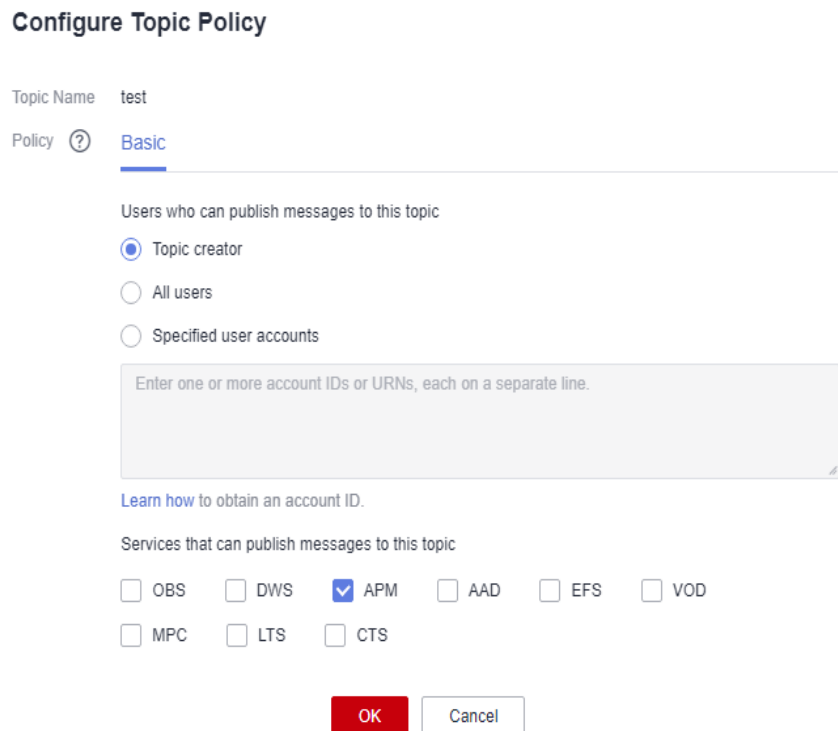 Configure Topic Policy
Topic Name test
Policy ? Basic
Users who can publish messages to this topic
Topic creator
All users
Specified user accounts
Enter one or more account IDs or URNs, each on a separate line.
Learn how to obtain an account ID.
Services that can publish messages to this topic
OBS DWS APM AAD EFS VOD
MPC LTS CTS
OK Cancel